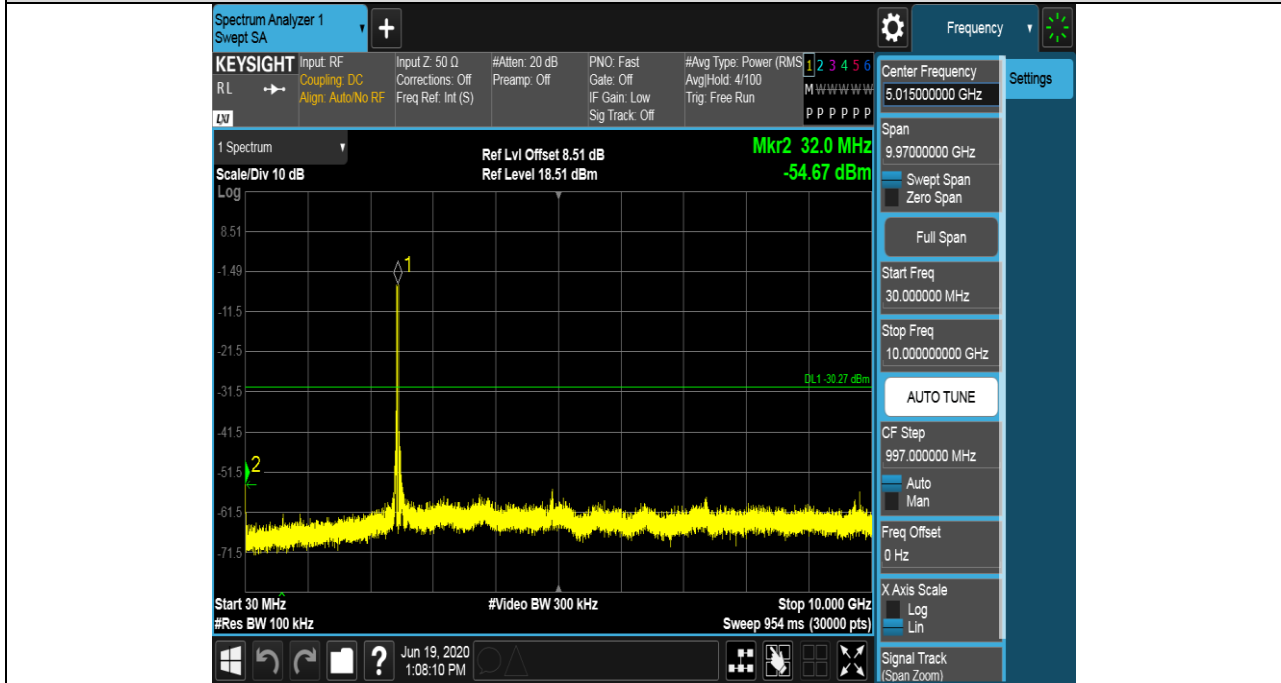 Spectrum Analyzer 1
Swept SA
Frequency
KEYSIGHT
RL
LXI
Input: RF
Coupling: DC
Align: Auto/No RF
Input Z: 50 Ω
Corrections: Off
Freq Ref: Int (S)
#Atten: 20 dB
Preamp: Off
PNO: Fast
Gate: Off
IF Gain: Low
Sig Track: Off
#Avg Type: Power (RMS
Avg|Hold: 4/100
Trig: Free Run
1 2 3 4 5 6
M W W W W W
P P P P P P
1 Spectrum
Scale/Div 10 dB
Ref Lvl Offset 8.51 dB
Ref Level 18.51 dBm
Mkr2 32.0 MHz
-54.67 dBm
Log
8.51
-1.49
-11.5
-21.5
-31.5
-41.5
-51.5
-61.5
-71.5
1
2
DL1 -30.27 dBm
Start 30 MHz
#Res BW 100 kHz
#Video BW 300 kHz
Stop 10.000 GHz
Sweep 954 ms (30000 pts)
?
Jun 19, 2020
1:08:10 PM
Center Frequency
5.015000000 GHz
Span
9.97000000 GHz
Swept Span
Zero Span
Full Span
Start Freq
30.000000 MHz
Stop Freq
10.000000000 GHz
AUTO TUNE
CF Step
997.000000 MHz
Auto
Man
Freq Offset
0 Hz
X Axis Scale
Log
Lin
Signal Track
(Span Zoom)
Settings